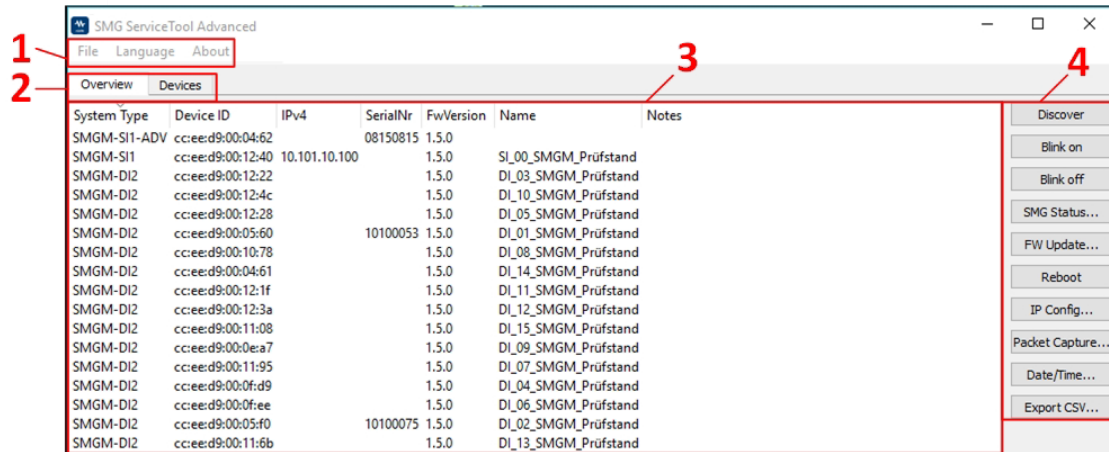 SMG ServiceTool Advanced
1
File Language About
2
Overview Devices
3
4
System Type Device ID IPv4 SerialNr FwVersion Name Notes
SMGM-SI1-ADV cc:ee:d9:00:04:62 08150815 1.5.0
SMGM-SI1 cc:ee:d9:00:12:40 10.101.10.100 1.5.0 SI_00_SMGM_Prüfstand
SMGM-DI2 cc:ee:d9:00:12:22 1.5.0 DI_03_SMGM_Prüfstand
SMGM-DI2 cc:ee:d9:00:12:4c 1.5.0 DI_10_SMGM_Prüfstand
SMGM-DI2 cc:ee:d9:00:12:28 1.5.0 DI_05_SMGM_Prüfstand
SMGM-DI2 cc:ee:d9:00:05:60 10100053 1.5.0 DI_01_SMGM_Prüfstand
SMGM-DI2 cc:ee:d9:00:10:78 1.5.0 DI_08_SMGM_Prüfstand
SMGM-DI2 cc:ee:d9:00:04:61 1.5.0 DI_14_SMGM_Prüfstand
SMGM-DI2 cc:ee:d9:00:12:1f 1.5.0 DI_11_SMGM_Prüfstand
SMGM-DI2 cc:ee:d9:00:12:3a 1.5.0 DI_12_SMGM_Prüfstand
SMGM-DI2 cc:ee:d9:00:11:08 1.5.0 DI_15_SMGM_Prüfstand
SMGM-DI2 cc:ee:d9:00:0e:a7 1.5.0 DI_09_SMGM_Prüfstand
SMGM-DI2 cc:ee:d9:00:11:95 1.5.0 DI_07_SMGM_Prüfstand
SMGM-DI2 cc:ee:d9:00:0f:d9 1.5.0 DI_04_SMGM_Prüfstand
SMGM-DI2 cc:ee:d9:00:0f:ee 1.5.0 DI_06_SMGM_Prüfstand
SMGM-DI2 cc:ee:d9:00:05:f0 10100075 1.5.0 DI_02_SMGM_Prüfstand
SMGM-DI2 cc:ee:d9:00:11:6b 1.5.0 DI_13_SMGM_Prüfstand
Discover
Blink on
Blink off
SMG Status...
FW Update...
Reboot
IP Config...
Packet Capture...
Date/Time...
Export CSV...